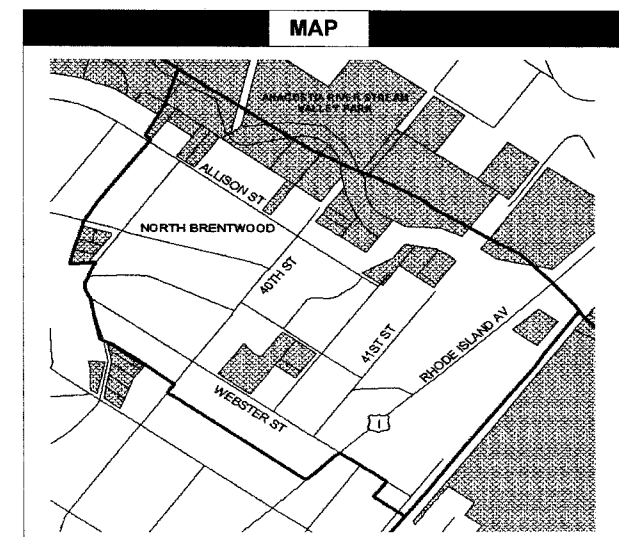 MAP
ANACOSTIA RIVER STREAM
VALLEY PARK
ALLISON ST
NORTH BRENTWOOD
40TH ST
41ST ST
RHODE ISLAND AV
WEBSTER ST
1